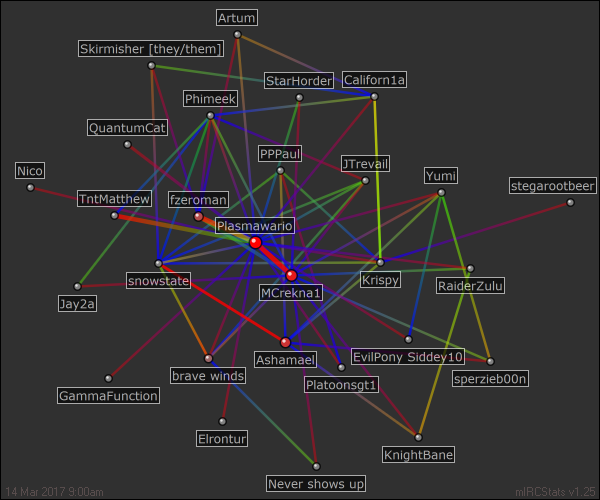 Artum
Skirmisher [they/them]
StarHorder
Californ1a
Phimeek
QuantumCat
PPPaul
JTrevail
Nico
Yumi
stegarootbeer
TntMatthew
fzeroman
Plasmawario
snowstate
MCrekna1
Krispy
RaiderZulu
Jay2a
Ashamael
EvilPony Siddey10
brave winds
Platoonsgt1
sperzieb00n
GammaFunction
Elrontur
KnightBane
Never shows up
14 Mar 2017 9:00am
mIRCStats v1.25